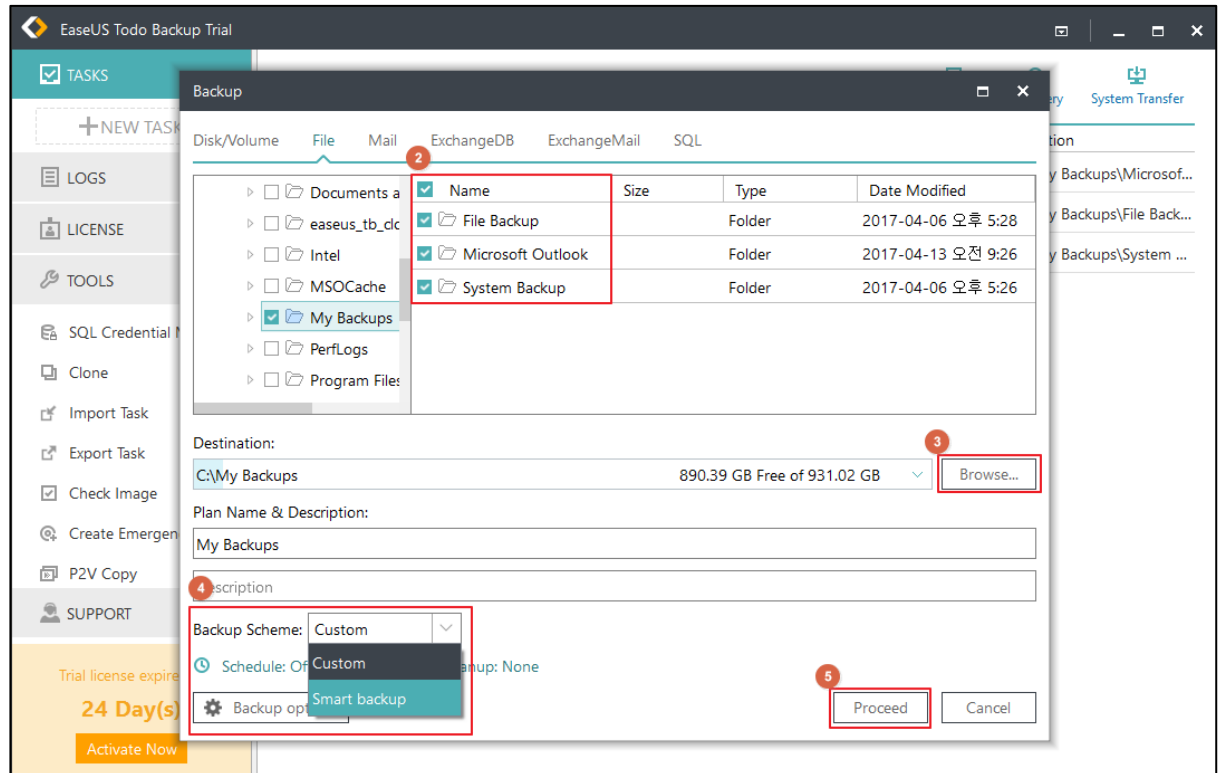 EaseUS Todo Backup Trial
TASKS
NEW TASK
LOGS
LICENSE
TOOLS
SQL Credential
Clone
Import Task
Export Task
Check Image
Create Emergen
P2V Copy
SUPPORT
Trial license expire
24 Day(s)
Activate Now
ery
System Transfer
tion
y Backups\Microsof...
y Backups\File Back...
y Backups\System ...
Backup
Disk/Volume File Mail ExchangeDB ExchangeMail SQL
2
Documents a
easeus_tb_clc
Intel
MSOCache
My Backups
PerfLogs
Program Files
Name Size Type Date Modified
File Backup Folder 2017-04-06 오후 5:28
Microsoft Outlook Folder 2017-04-13 오전 9:26
System Backup Folder 2017-04-06 오후 5:26
Destination:
3
C:\My Backups 890.39 GB Free of 931.02 GB Browse...
Plan Name & Description:
My Backups
4
escription
Backup Scheme: Custom
Custom
Smart backup
Schedule: Of anup: None
5
Backup opt Proceed Cancel